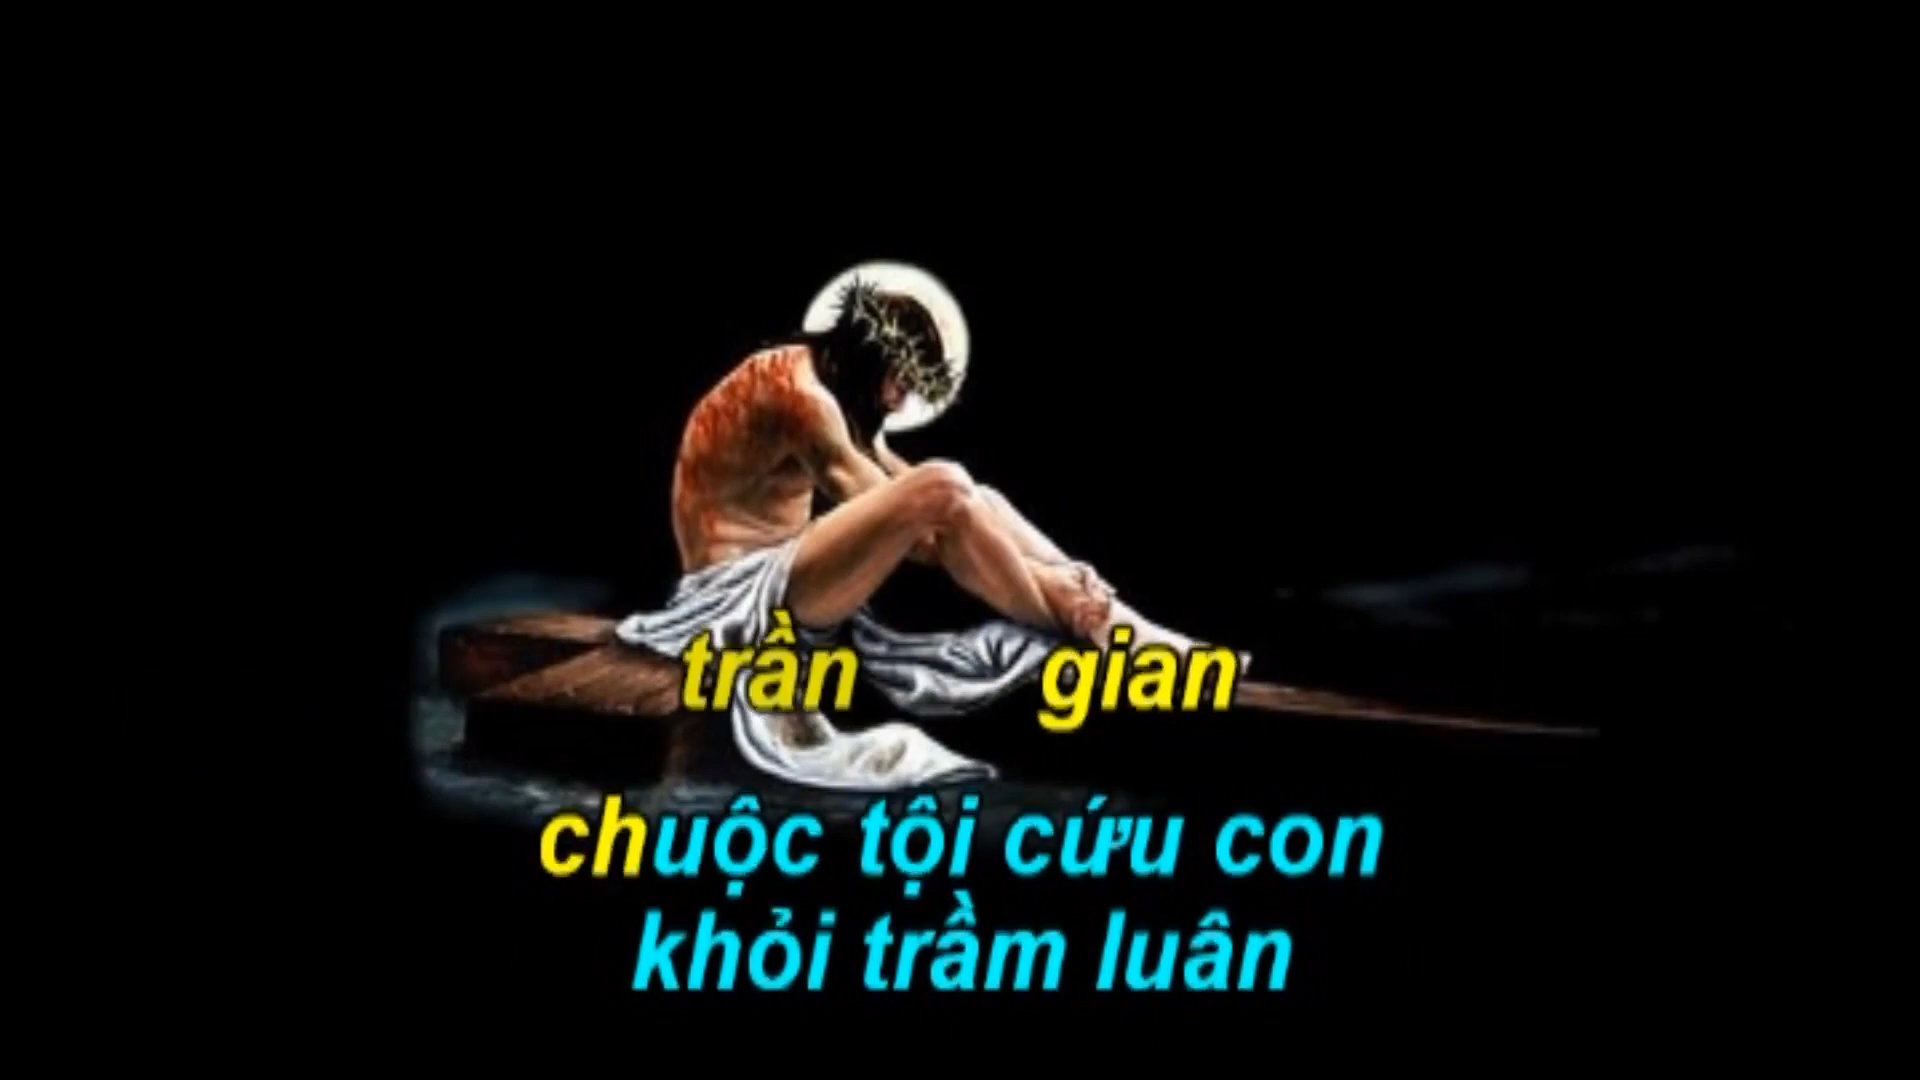 trần gian
chuộc tội cứu con
khỏi trầm luân